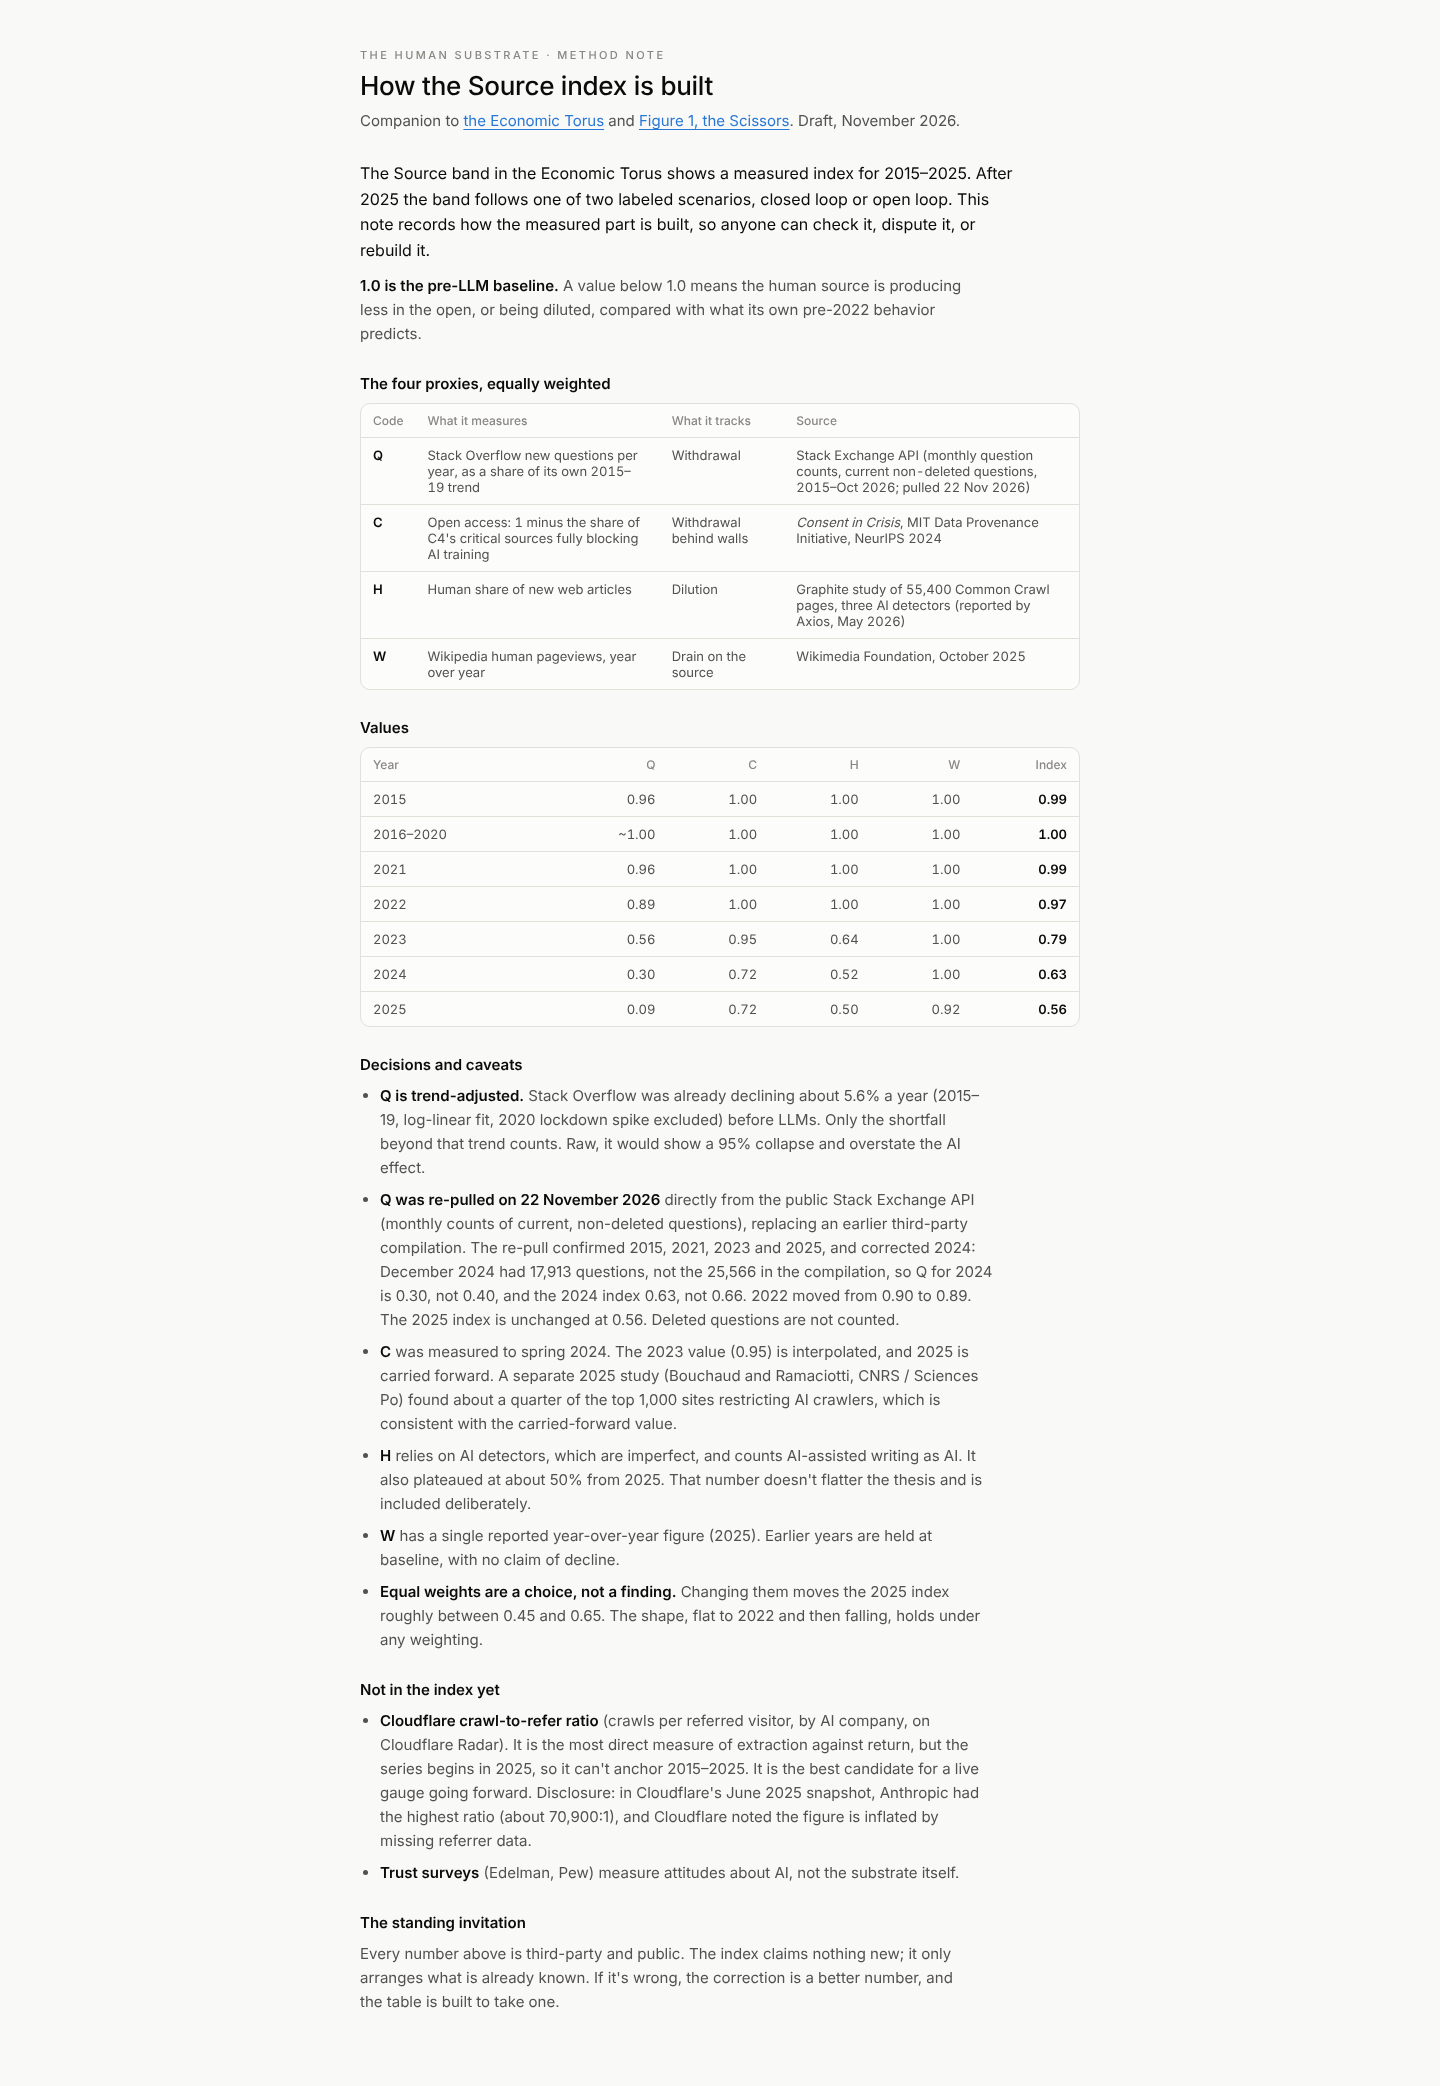 THE HUMAN SUBSTRATE · METHOD NOTE
How the Source index is built
Companion to the Economic Torus and Figure 1, the Scissors. Draft, November 2026.
The Source band in the Economic Torus shows a measured index for 2015–2025. After
2025 the band follows one of two labeled scenarios, closed loop or open loop. This
note records how the measured part is built, so anyone can check it, dispute it, or
rebuild it.
1.0 is the pre-LLM baseline. A value below 1.0 means the human source is producing
less in the open, or being diluted, compared with what its own pre-2022 behavior
predicts.
The four proxies, equally weighted
Code What it measures What it tracks Source
Q Stack Overflow new questions per Withdrawal Stack Exchange API (monthly question
year, as a share of its own 2015– counts, current non-deleted questions,
19 trend 2015–Oct 2026; pulled 22 Nov 2026)
C Open access: 1 minus the share of Withdrawal Consent in Crisis, MIT Data Provenance
C4's critical sources fully blocking behind walls Initiative, NeurIPS 2024
AI training
H Human share of new web articles Dilution Graphite study of 55,400 Common Crawl
pages, three AI detectors (reported by
Axios, May 2026)
W Wikipedia human pageviews, year Drain on the Wikimedia Foundation, October 2025
over year source
Values
Year Q C H W Index
2015 0.96 1.00 1.00 1.00 0.99
2016–2020 ~1.00 1.00 1.00 1.00 1.00
2021 0.96 1.00 1.00 1.00 0.99
2022 0.89 1.00 1.00 1.00 0.97
2023 0.56 0.95 0.64 1.00 0.79
2024 0.30 0.72 0.52 1.00 0.63
2025 0.09 0.72 0.50 0.92 0.56
Decisions and caveats
• Q is trend-adjusted. Stack Overflow was already declining about 5.6% a year (2015–
19, log-linear fit, 2020 lockdown spike excluded) before LLMs. Only the shortfall
beyond that trend counts. Raw, it would show a 95% collapse and overstate the AI
effect.
• Q was re-pulled on 22 November 2026 directly from the public Stack Exchange API
(monthly counts of current, non-deleted questions), replacing an earlier third-party
compilation. The re-pull confirmed 2015, 2021, 2023 and 2025, and corrected 2024:
December 2024 had 17,913 questions, not the 25,566 in the compilation, so Q for 2024
is 0.30, not 0.40, and the 2024 index 0.63, not 0.66. 2022 moved from 0.90 to 0.89.
The 2025 index is unchanged at 0.56. Deleted questions are not counted.
• C was measured to spring 2024. The 2023 value (0.95) is interpolated, and 2025 is
carried forward. A separate 2025 study (Bouchaud and Ramaciotti, CNRS / Sciences
Po) found about a quarter of the top 1,000 sites restricting AI crawlers, which is
consistent with the carried-forward value.
• H relies on AI detectors, which are imperfect, and counts AI-assisted writing as AI. It
also plateaued at about 50% from 2025. That number doesn't flatter the thesis and is
included deliberately.
• W has a single reported year-over-year figure (2025). Earlier years are held at
baseline, with no claim of decline.
• Equal weights are a choice, not a finding. Changing them moves the 2025 index
roughly between 0.45 and 0.65. The shape, flat to 2022 and then falling, holds under
any weighting.
Not in the index yet
• Cloudflare crawl-to-refer ratio (crawls per referred visitor, by AI company, on
Cloudflare Radar). It is the most direct measure of extraction against return, but the
series begins in 2025, so it can't anchor 2015–2025. It is the best candidate for a live
gauge going forward. Disclosure: in Cloudflare's June 2025 snapshot, Anthropic had
the highest ratio (about 70,900:1), and Cloudflare noted the figure is inflated by
missing referrer data.
• Trust surveys (Edelman, Pew) measure attitudes about AI, not the substrate itself.
The standing invitation
Every number above is third-party and public. The index claims nothing new; it only
arranges what is already known. If it's wrong, the correction is a better number, and
the table is built to take one.